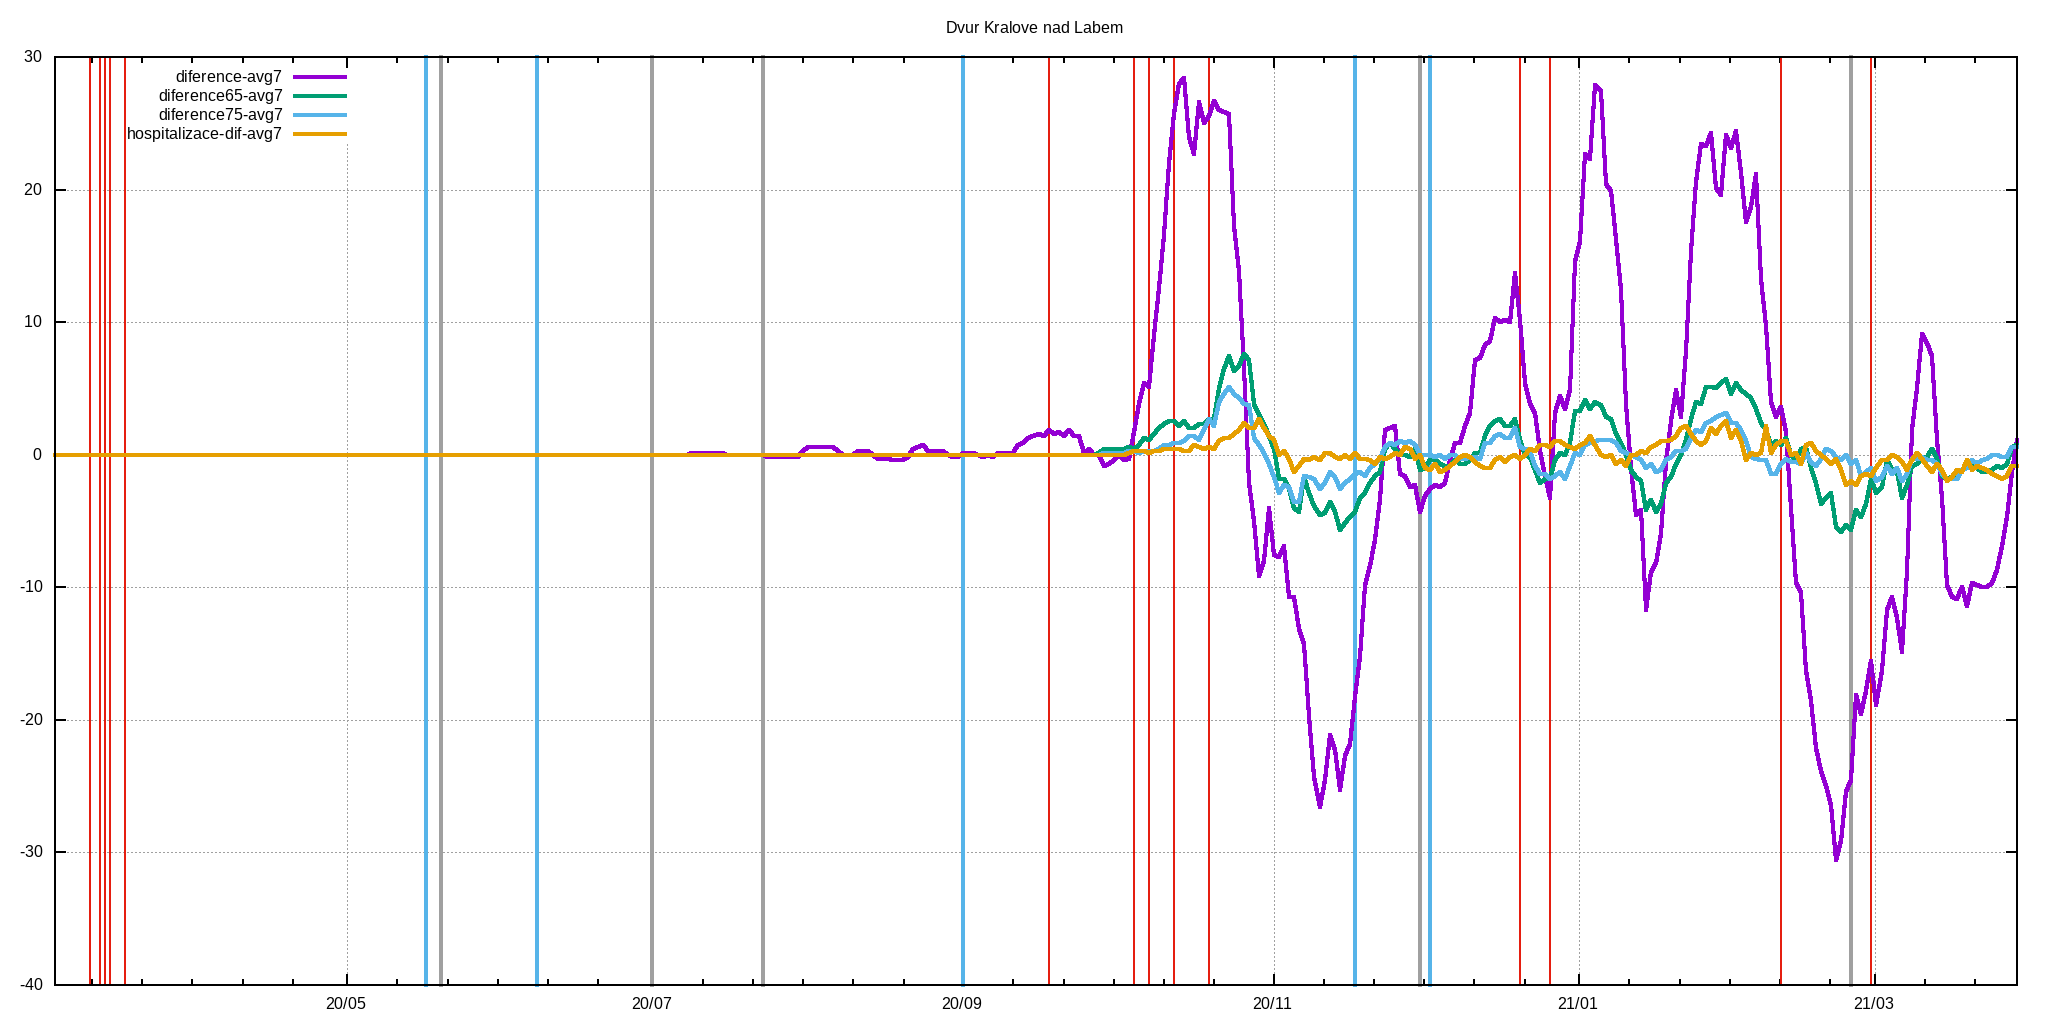 Dvur Kralove nad Labem
30
diference-avg7
diference65-avg7
diference75-avg7
hospitalizace-dif-avg7
20
10
0
-10
-20
-30
-40
20/05
20/07
20/09
20/11
21/01
21/03